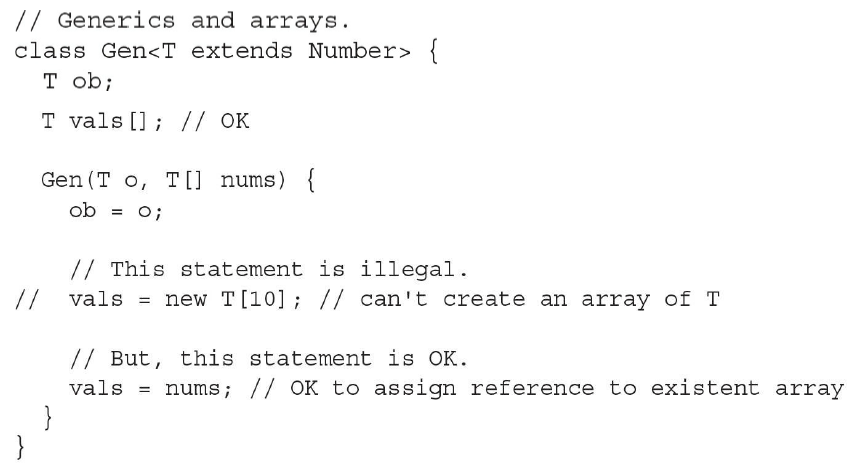 // Generics and arrays.
class Gen<T extends Number> {
  T ob;
  T vals[]; // OK

  Gen(T o, T[] nums) {
    ob = o;

    // This statement is illegal.
//  vals = new T[10]; // can't create an array of T

    // But, this statement is OK.
    vals = nums; // OK to assign reference to existent array
  }
}